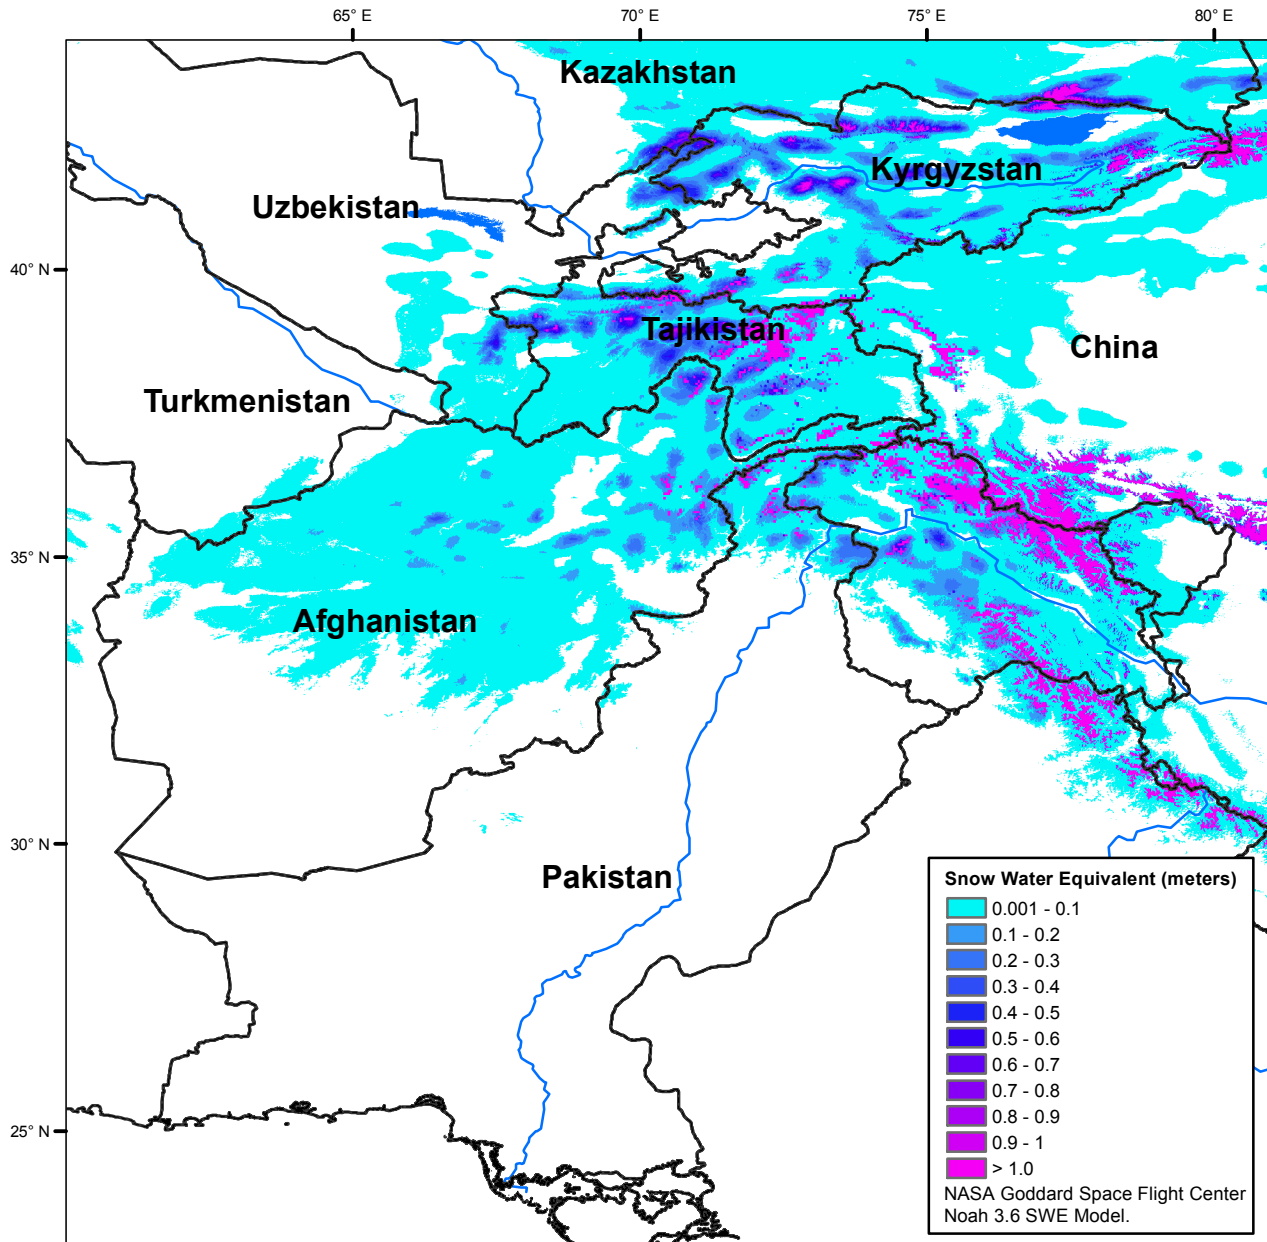 65° E
70° E
75° E
80° E
Kazakhstan
Kyrgyzstan
Uzbekistan
40° N
Tajikistan
China
Turkmenistan
35° N
Afghanistan
30° N
Pakistan
25° N
Snow Water Equivalent (meters)
0.001 - 0.1
0.1 - 0.2
0.2 - 0.3
0.3 - 0.4
0.4 - 0.5
0.5 - 0.6
0.6 - 0.7
0.7 - 0.8
0.8 - 0.9
0.9 - 1
> 1.0
NASA Goddard Space Flight Center
Noah 3.6 SWE Model.